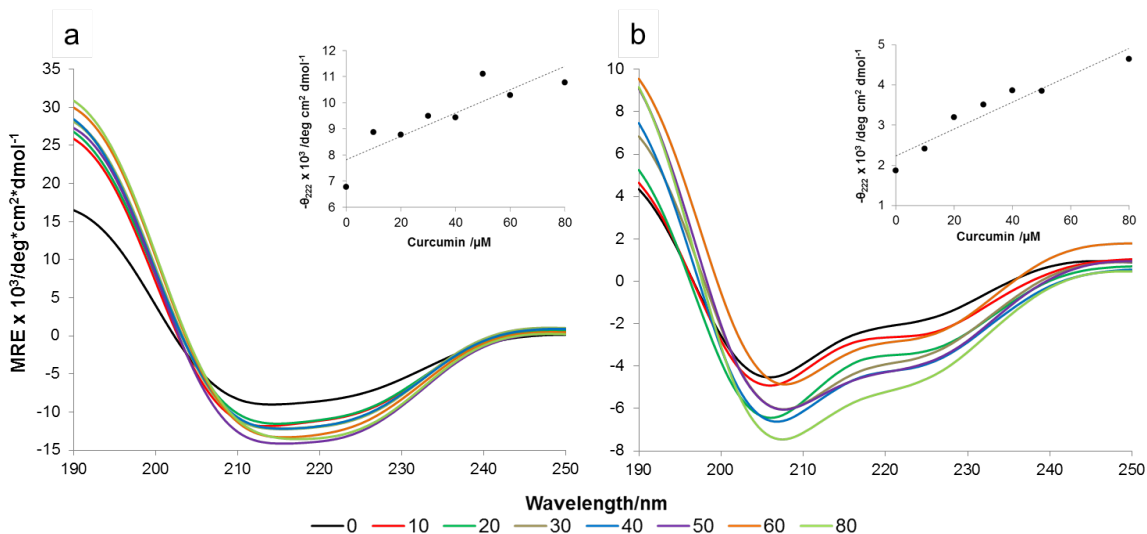 a
35
30
25
20
15
10
5
0
-5
-10
-15
190 200 210 220 230 240 250
MRE x 10³/deg*cm²*dmol⁻¹
12
11
10
9
8
7
6
0 20 40 60 80
-θ₂₂₂ x 10³ /deg cm² dmol⁻¹
Curcumin /µM
b
10
8
6
4
2
0
-2
-4
-6
-8
190 200 210 220 230 240 250
5
4
3
2
1
0 20 40 60 80
-θ₂₂₂ x 10³ /deg cm² dmol⁻¹
Curcumin /µM
Wavelength/nm
0 10 20 30 40 50 60 80